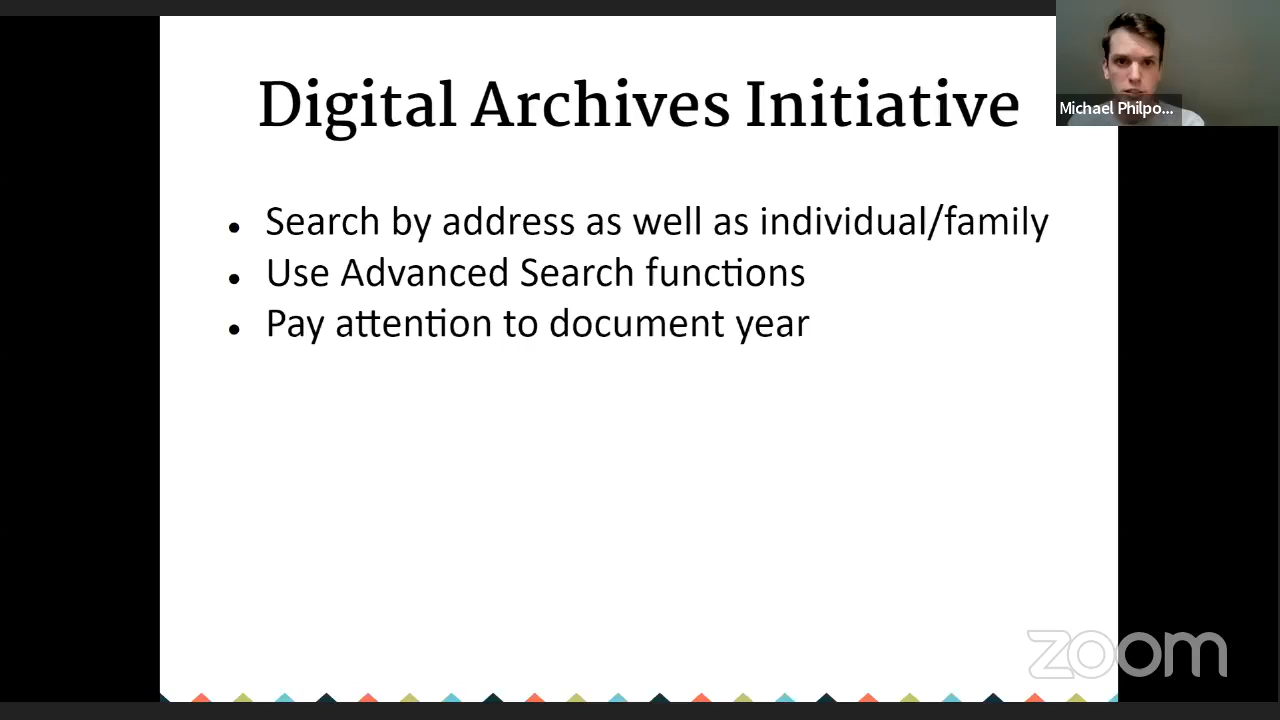 Digital Archives Initiative
Michael Philpo...
• Search by address as well as individual/family
• Use Advanced Search functions
• Pay attention to document year
zoom